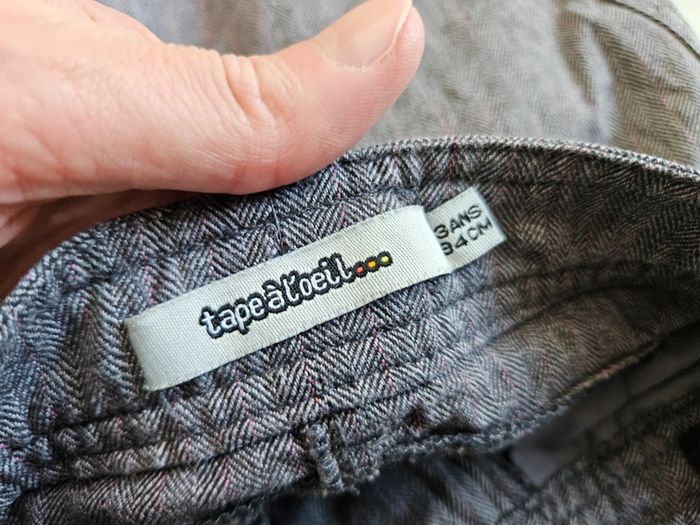 tape à l'oeil...
3ANS
94CM